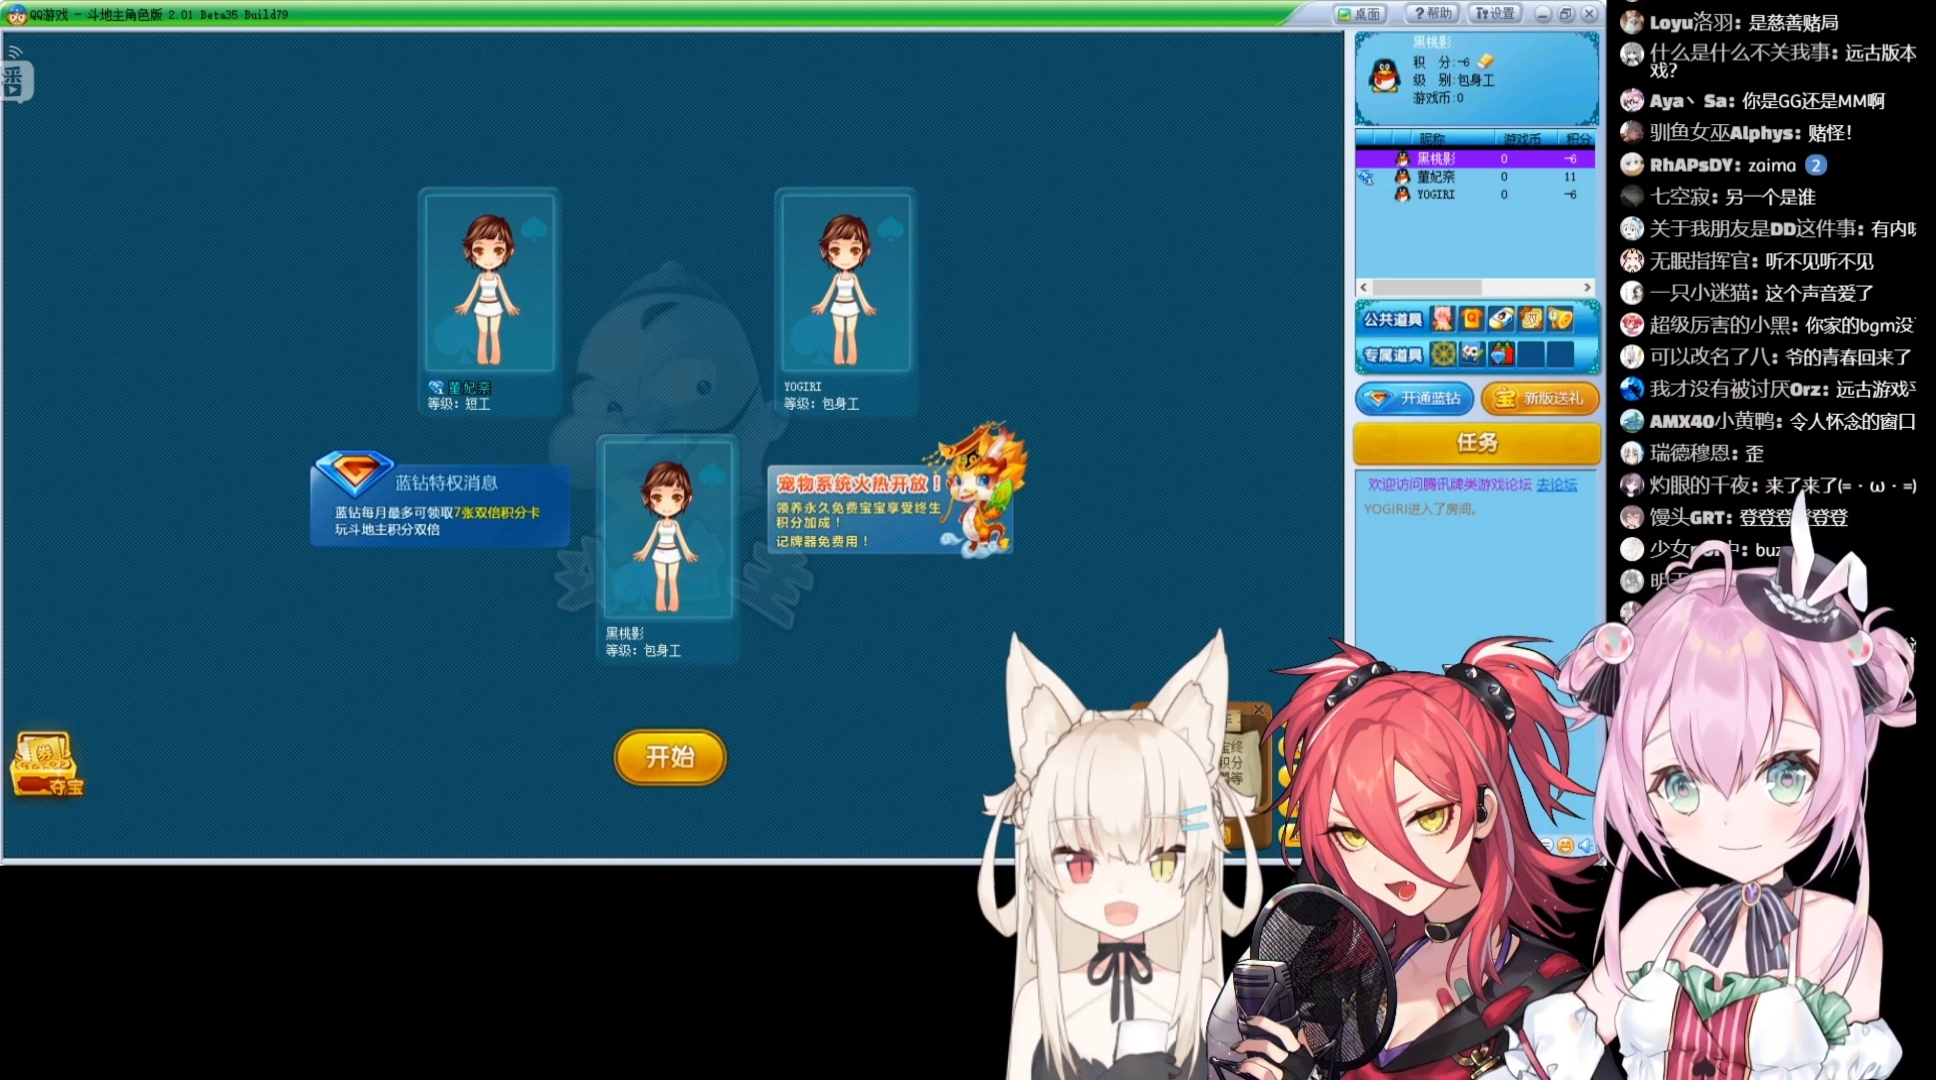 QQ游戏 - 斗地主角色版 2.01 Beta35 Build79
桌面
?帮助
设置
播
董妃奈
等级: 短工
YOGIRI
等级: 包身工
蓝钻特权消息
蓝钻每月最多可领取7张双倍积分卡
玩斗地主积分双倍
宠物系统火热开放!
领养永久免费宝宝享受终生
积分加成!
记牌器免费用!
黑桃影
等级: 包身工
开始
夺宝
黑桃影
积 分:-6
级 别:包身工
游戏币:0
昵称 游戏币 积分
黑桃影 0 -6
董妃奈 0 11
YOGIRI 0 -6
公共道具
专属道具
开通蓝钻
宝 新版送礼
任务
欢迎访问腾讯牌类游戏论坛 去论坛
YOGIRI进入了房间。
宝终
积分
器等
Loyu洛羽: 是慈善赌局
什么是什么不关我事: 远古版本
戏?
Aya丶 Sa: 你是GG还是MM啊
驯鱼女巫Alphys: 赌怪!
RhAPsDY: zaima 2
七空寂: 另一个是谁
关于我朋友是DD这件事: 有内味
无眠指挥官: 听不见听不见
一只小迷猫: 这个声音爱了
超级厉害的小黑: 你家的bgm没
可以改名了八: 爷的青春回来了
我才没有被讨厌Orz: 远古游戏
AMX40小黄鸭: 令人怀念的窗口
瑞德穆恩: 歪
灼眼的千夜: 来了来了(=・ω・=)
馒头GRT: 登登登
登登
少女